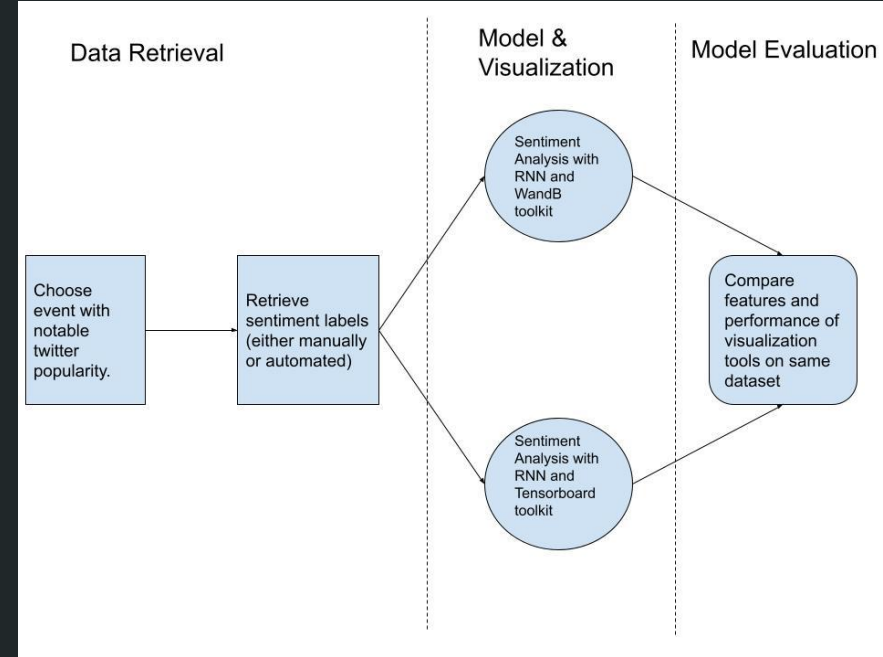 Data Retrieval
Model &
Visualization
Model Evaluation
Choose
event with
notable
twitter
popularity.
Retrieve
sentiment labels
(either manually
or automated)
Sentiment
Analysis with
RNN and
WandB
toolkit
Sentiment
Analysis with
RNN and
Tensorboard
toolkit
Compare
features and
performance of
visualization
tools on same
dataset